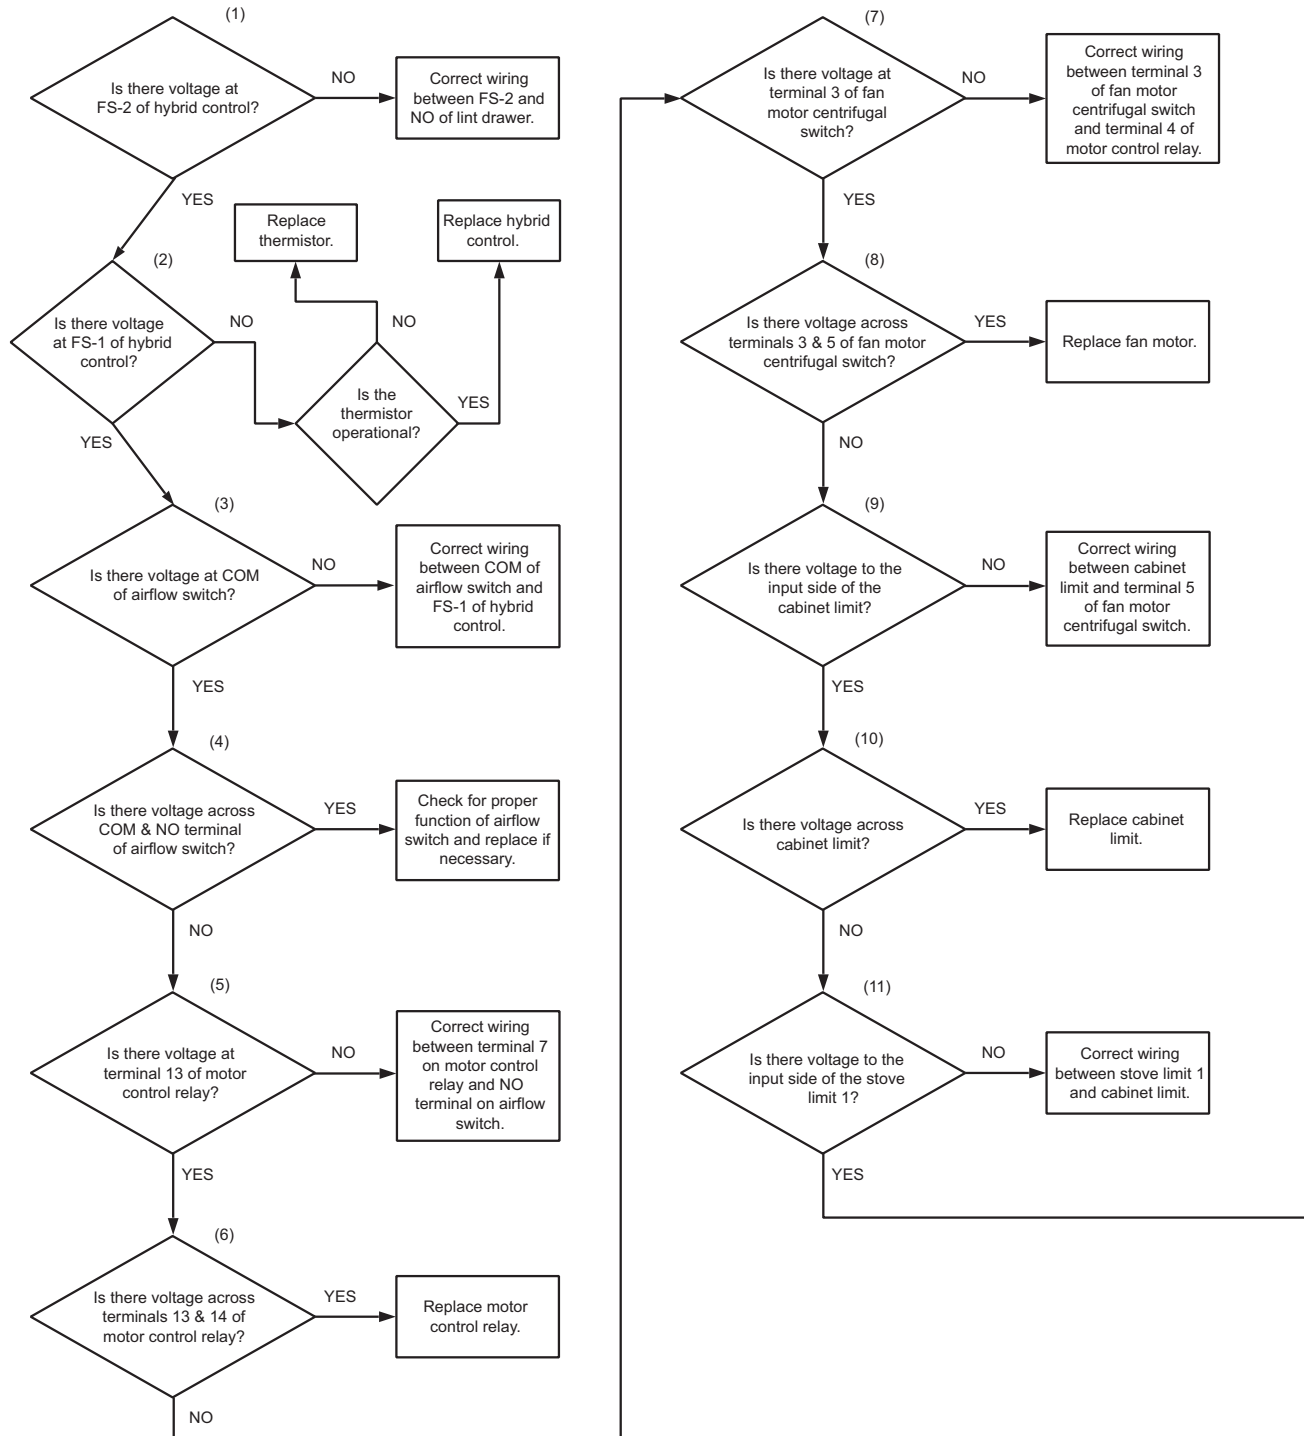 (1)
Is there voltage at
FS-2 of hybrid control?
NO
Correct wiring
between FS-2 and
NO of lint drawer.
YES
(2)
Is there voltage
at FS-1 of hybrid
control?
NO
Replace
thermistor.
Replace hybrid
control.
NO
Is the
thermistor
operational?
YES
YES
(3)
Is there voltage at COM
of airflow switch?
NO
Correct wiring
between COM of
airflow switch and
FS-1 of hybrid
control.
YES
(4)
Is there voltage across
COM & NO terminal
of airflow switch?
YES
Check for proper
function of airflow
switch and replace if
necessary.
NO
(5)
Is there voltage at
terminal 13 of motor
control relay?
NO
Correct wiring
between terminal 7
on motor control
relay and NO
terminal on airflow
switch.
YES
(6)
Is there voltage across
terminals 13 & 14 of
motor control relay?
YES
Replace motor
control relay.
NO
(7)
Is there voltage at
terminal 3 of fan
motor centrifugal
switch?
NO
Correct wiring
between terminal 3
of fan motor
centrifugal switch
and terminal 4 of
motor control relay.
YES
(8)
Is there voltage across
terminals 3 & 5 of fan motor
centrifugal switch?
YES
Replace fan motor.
NO
(9)
Is there voltage to the
input side of the
cabinet limit?
NO
Correct wiring
between cabinet
limit and terminal 5
of fan motor
centrifugal switch.
YES
(10)
Is there voltage across
cabinet limit?
YES
Replace cabinet
limit.
NO
(11)
Is there voltage to the
input side of the stove
limit 1?
NO
Correct wiring
between stove limit 1
and cabinet limit.
YES